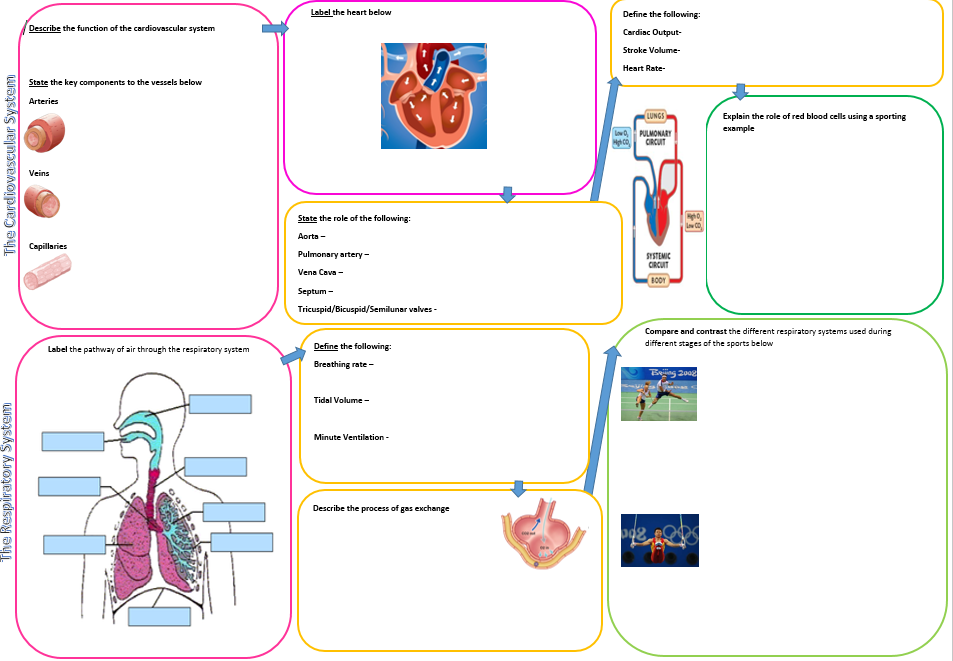 The Cardiovascular System
Describe the function of the cardiovascular system
State the key components to the vessels below
Arteries
Veins
Capillaries
Label the heart below
State the role of the following:
Aorta –
Pulmonary artery –
Vena Cava –
Septum –
Tricuspid/Bicuspid/Semilunar valves -
Define the following:
Cardiac Output-
Stroke Volume-
Heart Rate-
LUNGS
Low O₂
High CO₂
PULMONARY
CIRCUIT
High O₂
Low CO₂
SYSTEMIC
CIRCUIT
BODY
Explain the role of red blood cells using a sporting
example
The Respiratory System
Label the pathway of air through the respiratory system
Define the following:
Breathing rate –
Tidal Volume –
Minute Ventilation -
Describe the process of gas exchange
Compare and contrast the different respiratory systems used during
different stages of the sports below
Beijing 2008